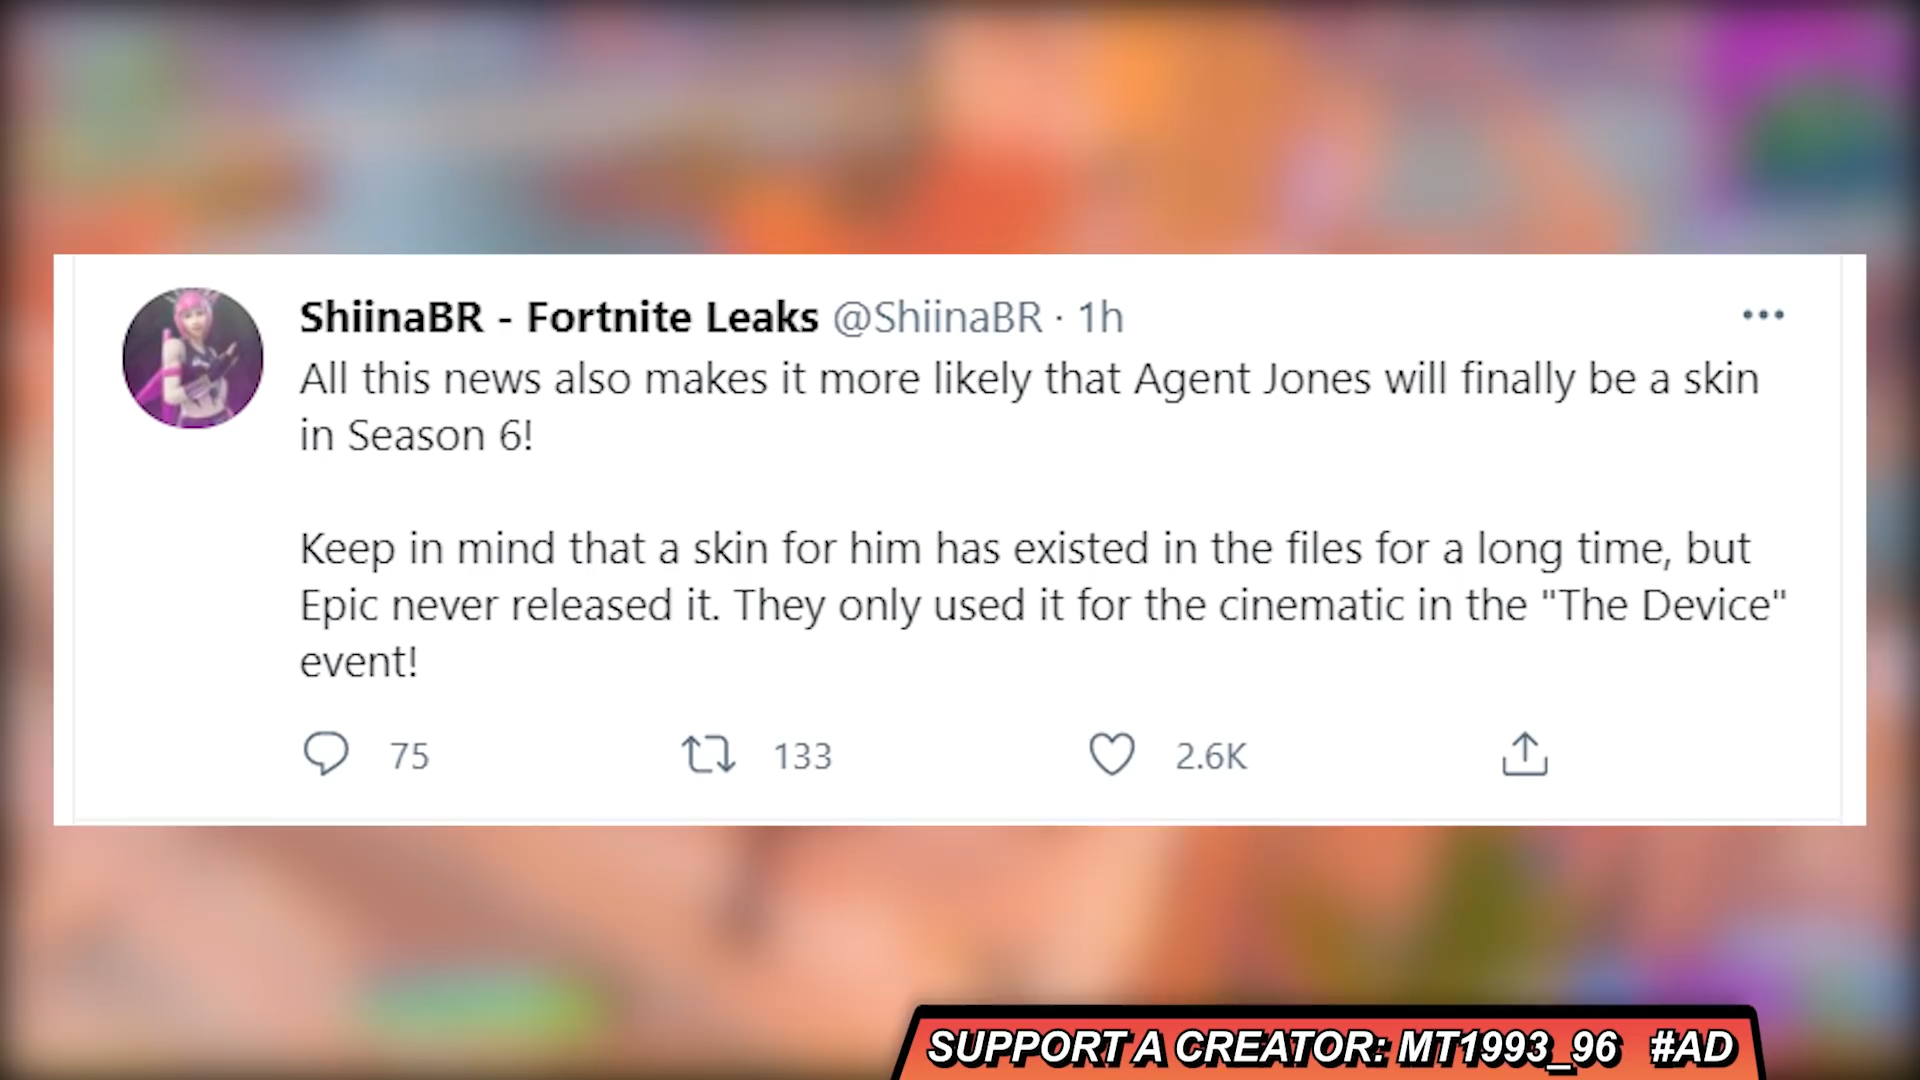 ShiinaBR - Fortnite Leaks @ShiinaBR · 1h
All this news also makes it more likely that Agent Jones will finally be a skin
in Season 6!
Keep in mind that a skin for him has existed in the files for a long time, but
Epic never released it. They only used it for the cinematic in the "The Device"
event!
75 133 2.6K
SUPPORT A CREATOR: MT1993_96 #AD